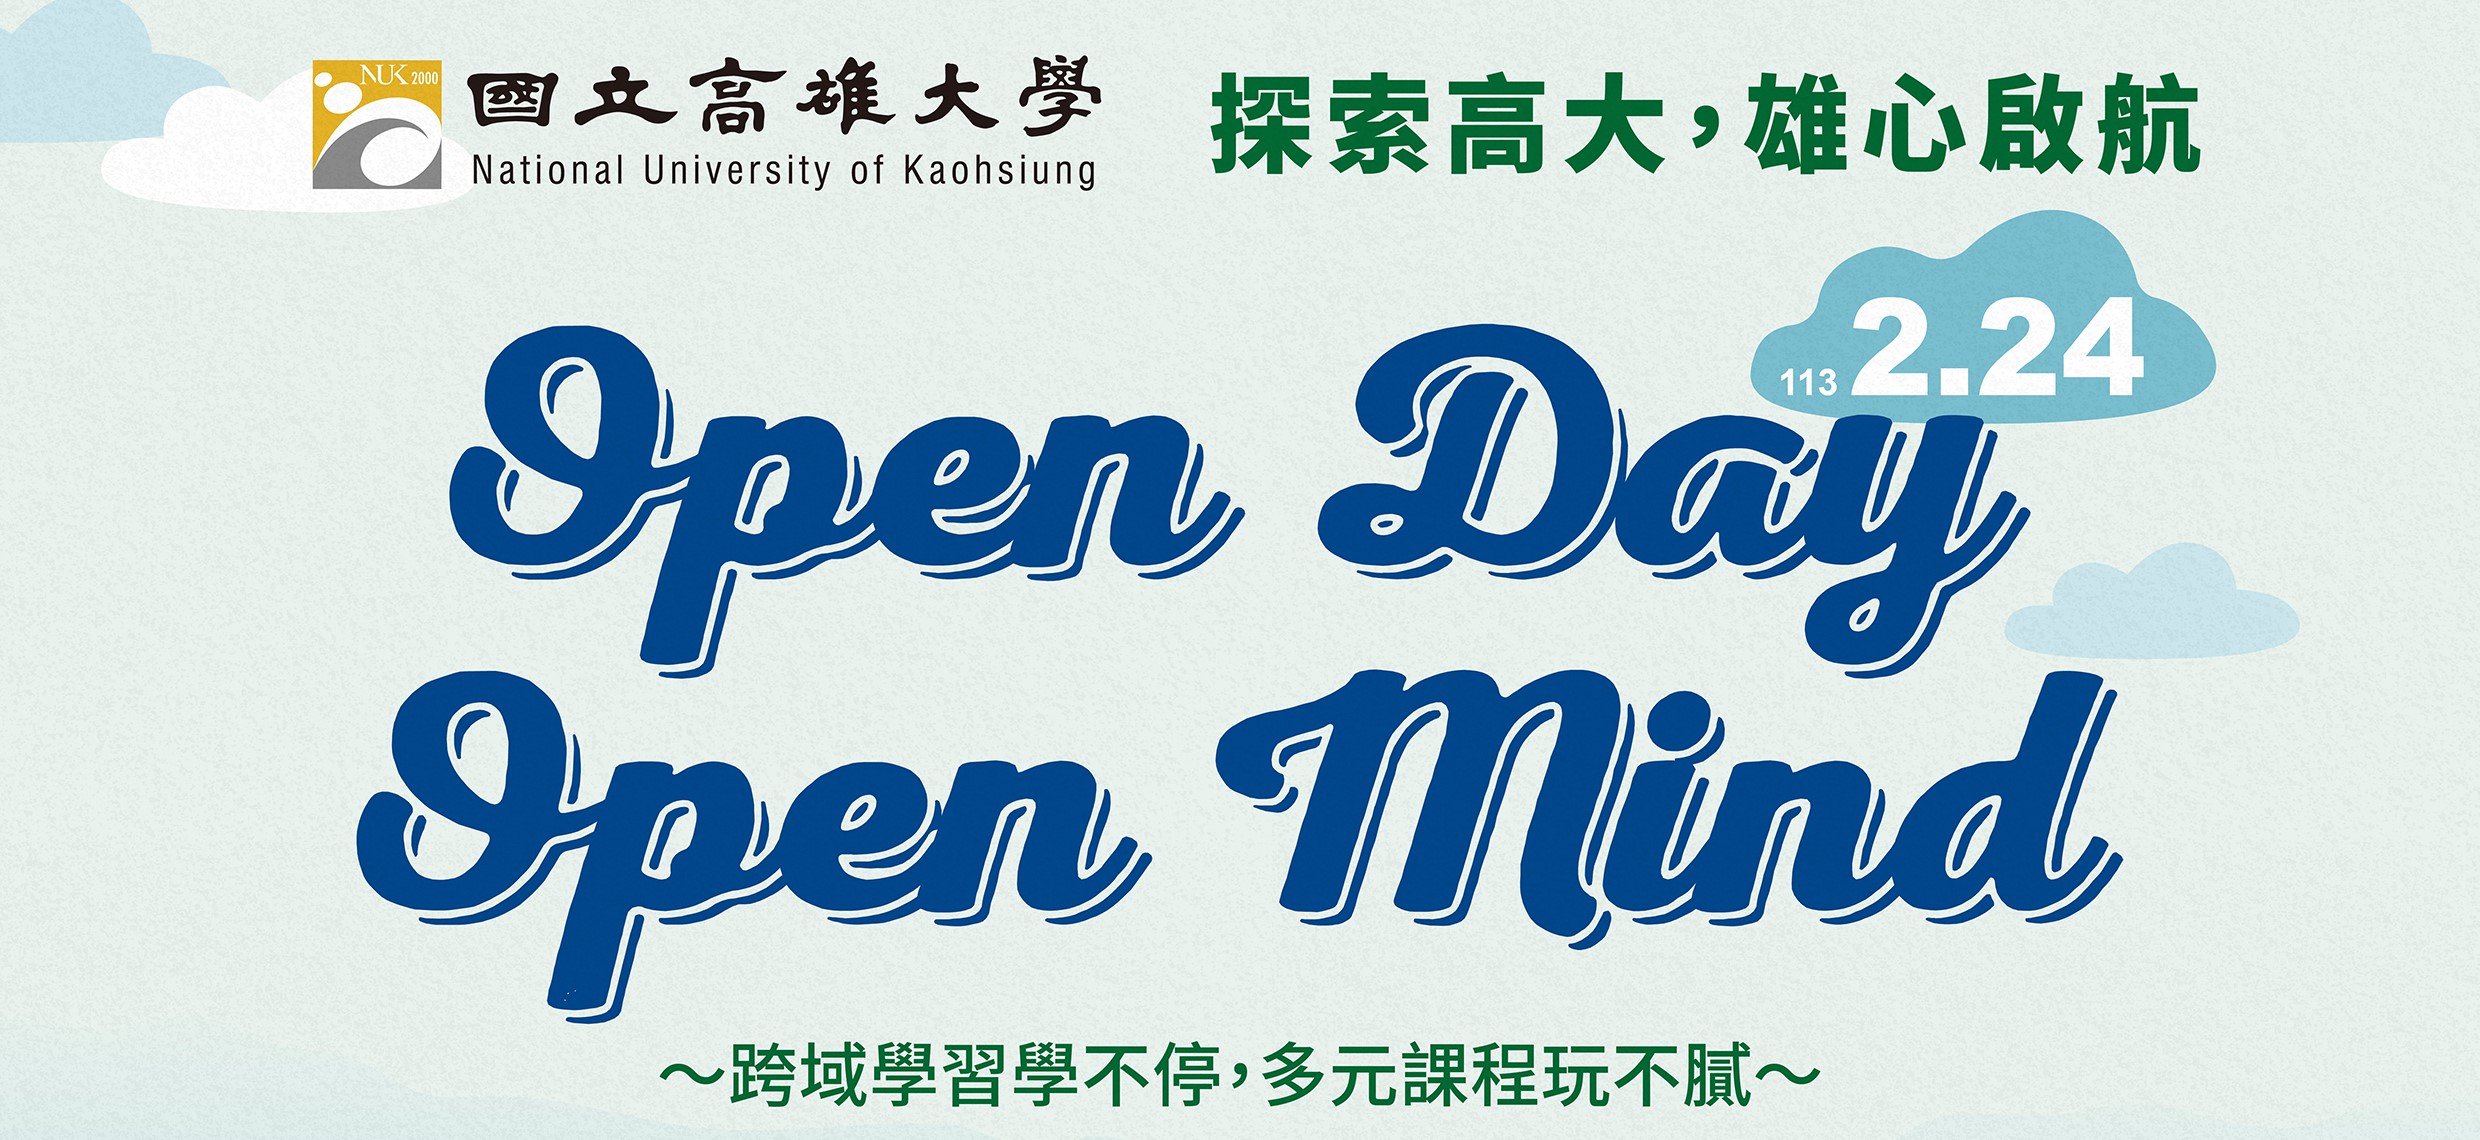 NUK 2000
國立高雄大學
National University of Kaohsiung
探索高大，雄心啟航
113 2.24
Open Day
Open Mind
～跨域學習學不停，多元課程玩不膩～